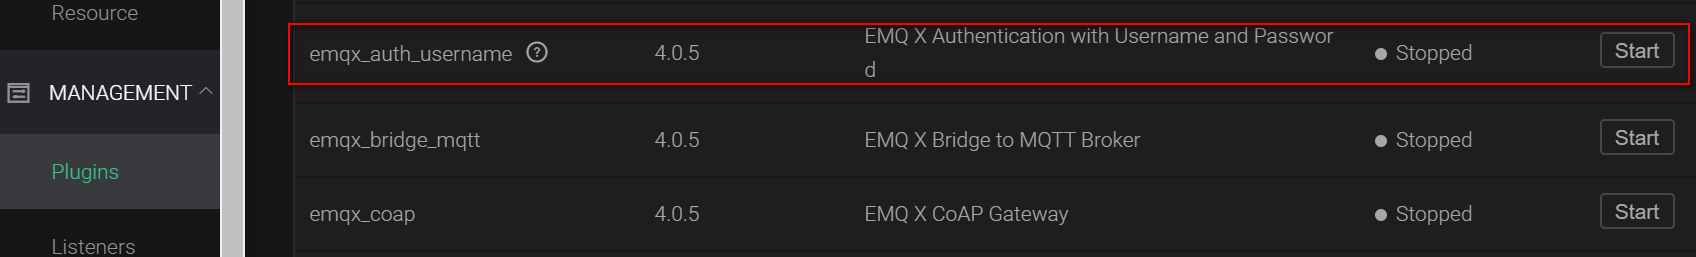 Resource
MANAGEMENT
Plugins
Listeners
emqx_auth_username ? 4.0.5 EMQ X Authentication with Username and Passwor
d Stopped Start
emqx_bridge_mqtt 4.0.5 EMQ X Bridge to MQTT Broker Stopped Start
emqx_coap 4.0.5 EMQ X CoAP Gateway Stopped Start